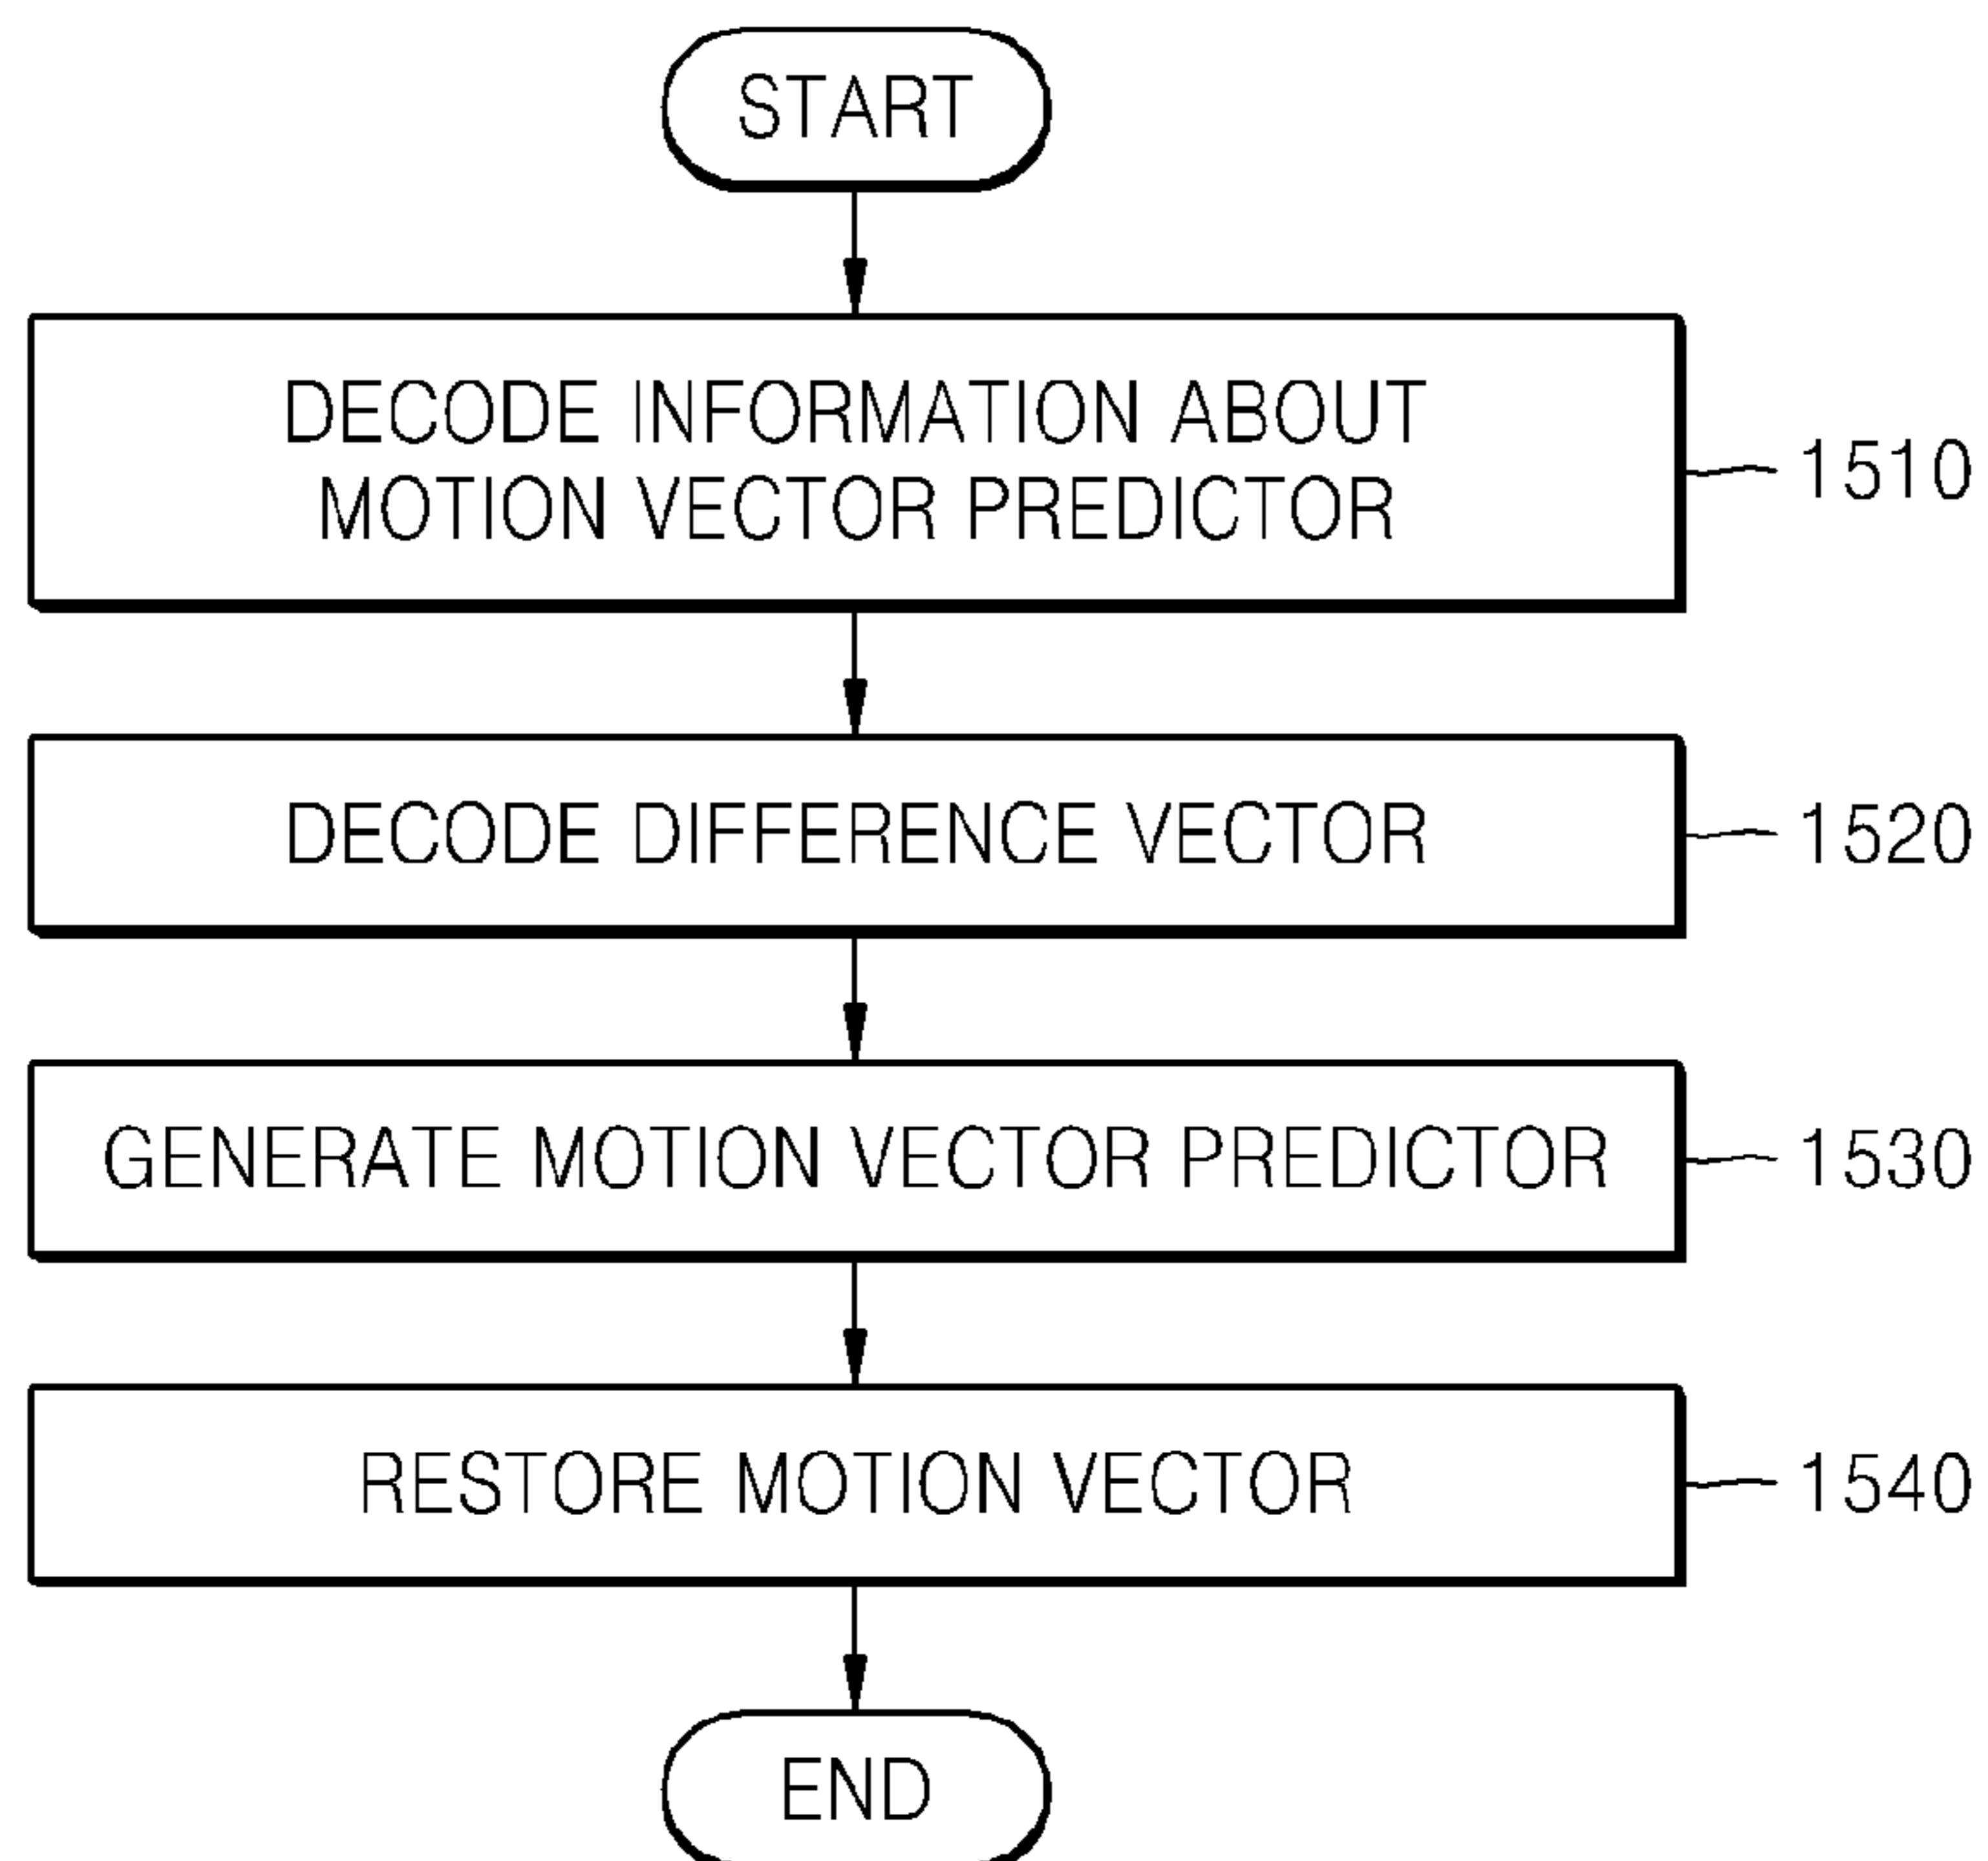 START
DECODE INFORMATION ABOUT
MOTION VECTOR PREDICTOR
1510
DECODE DIFFERENCE VECTOR
1520
GENERATE MOTION VECTOR PREDICTOR
1530
RESTORE MOTION VECTOR
1540
END